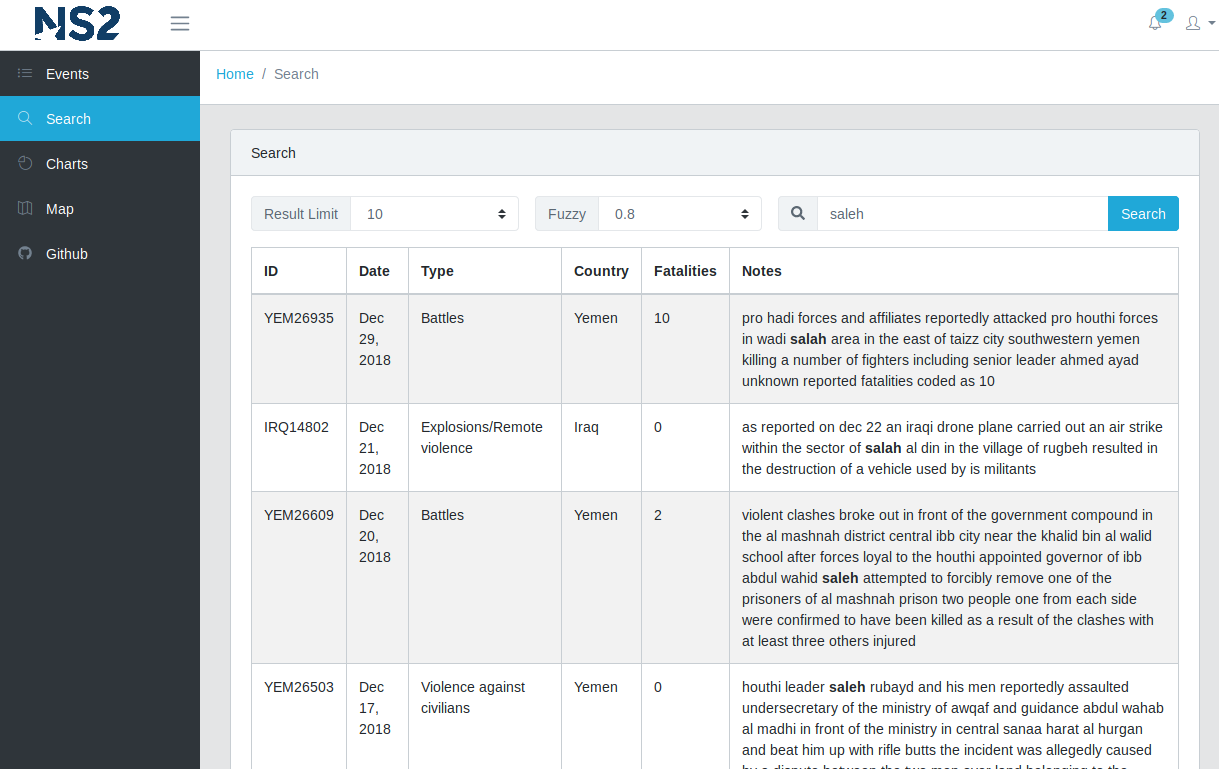 NS2
2
Events
Search
Charts
Map
Github
Home / Search
Search
Result Limit 10 Fuzzy 0.8 saleh Search
ID Date Type Country Fatalities Notes
YEM26935 Dec Battles Yemen 10 pro hadi forces and affiliates reportedly attacked pro houthi forces
29, in wadi salah area in the east of taizz city southwestern yemen
2018 killing a number of fighters including senior leader ahmed ayad
unknown reported fatalities coded as 10
IRQ14802 Dec Explosions/Remote Iraq 0 as reported on dec 22 an iraqi drone plane carried out an air strike
21, violence within the sector of salah al din in the village of rugbeh resulted in
2018 the destruction of a vehicle used by is militants
YEM26609 Dec Battles Yemen 2 violent clashes broke out in front of the government compound in
20, the al mashnah district central ibb city near the khalid bin al walid
2018 school after forces loyal to the houthi appointed governor of ibb
abdul wahid saleh attempted to forcibly remove one of the
prisoners of al mashnah prison two people one from each side
were confirmed to have been killed as a result of the clashes with
at least three others injured
YEM26503 Dec Violence against Yemen 0 houthi leader saleh rubayd and his men reportedly assaulted
17, civilians undersecretary of the ministry of awqaf and guidance abdul wahab
2018 al madhi in front of the ministry in central sanaa harat al hurgan
and beat him up with rifle butts the incident was allegedly caused